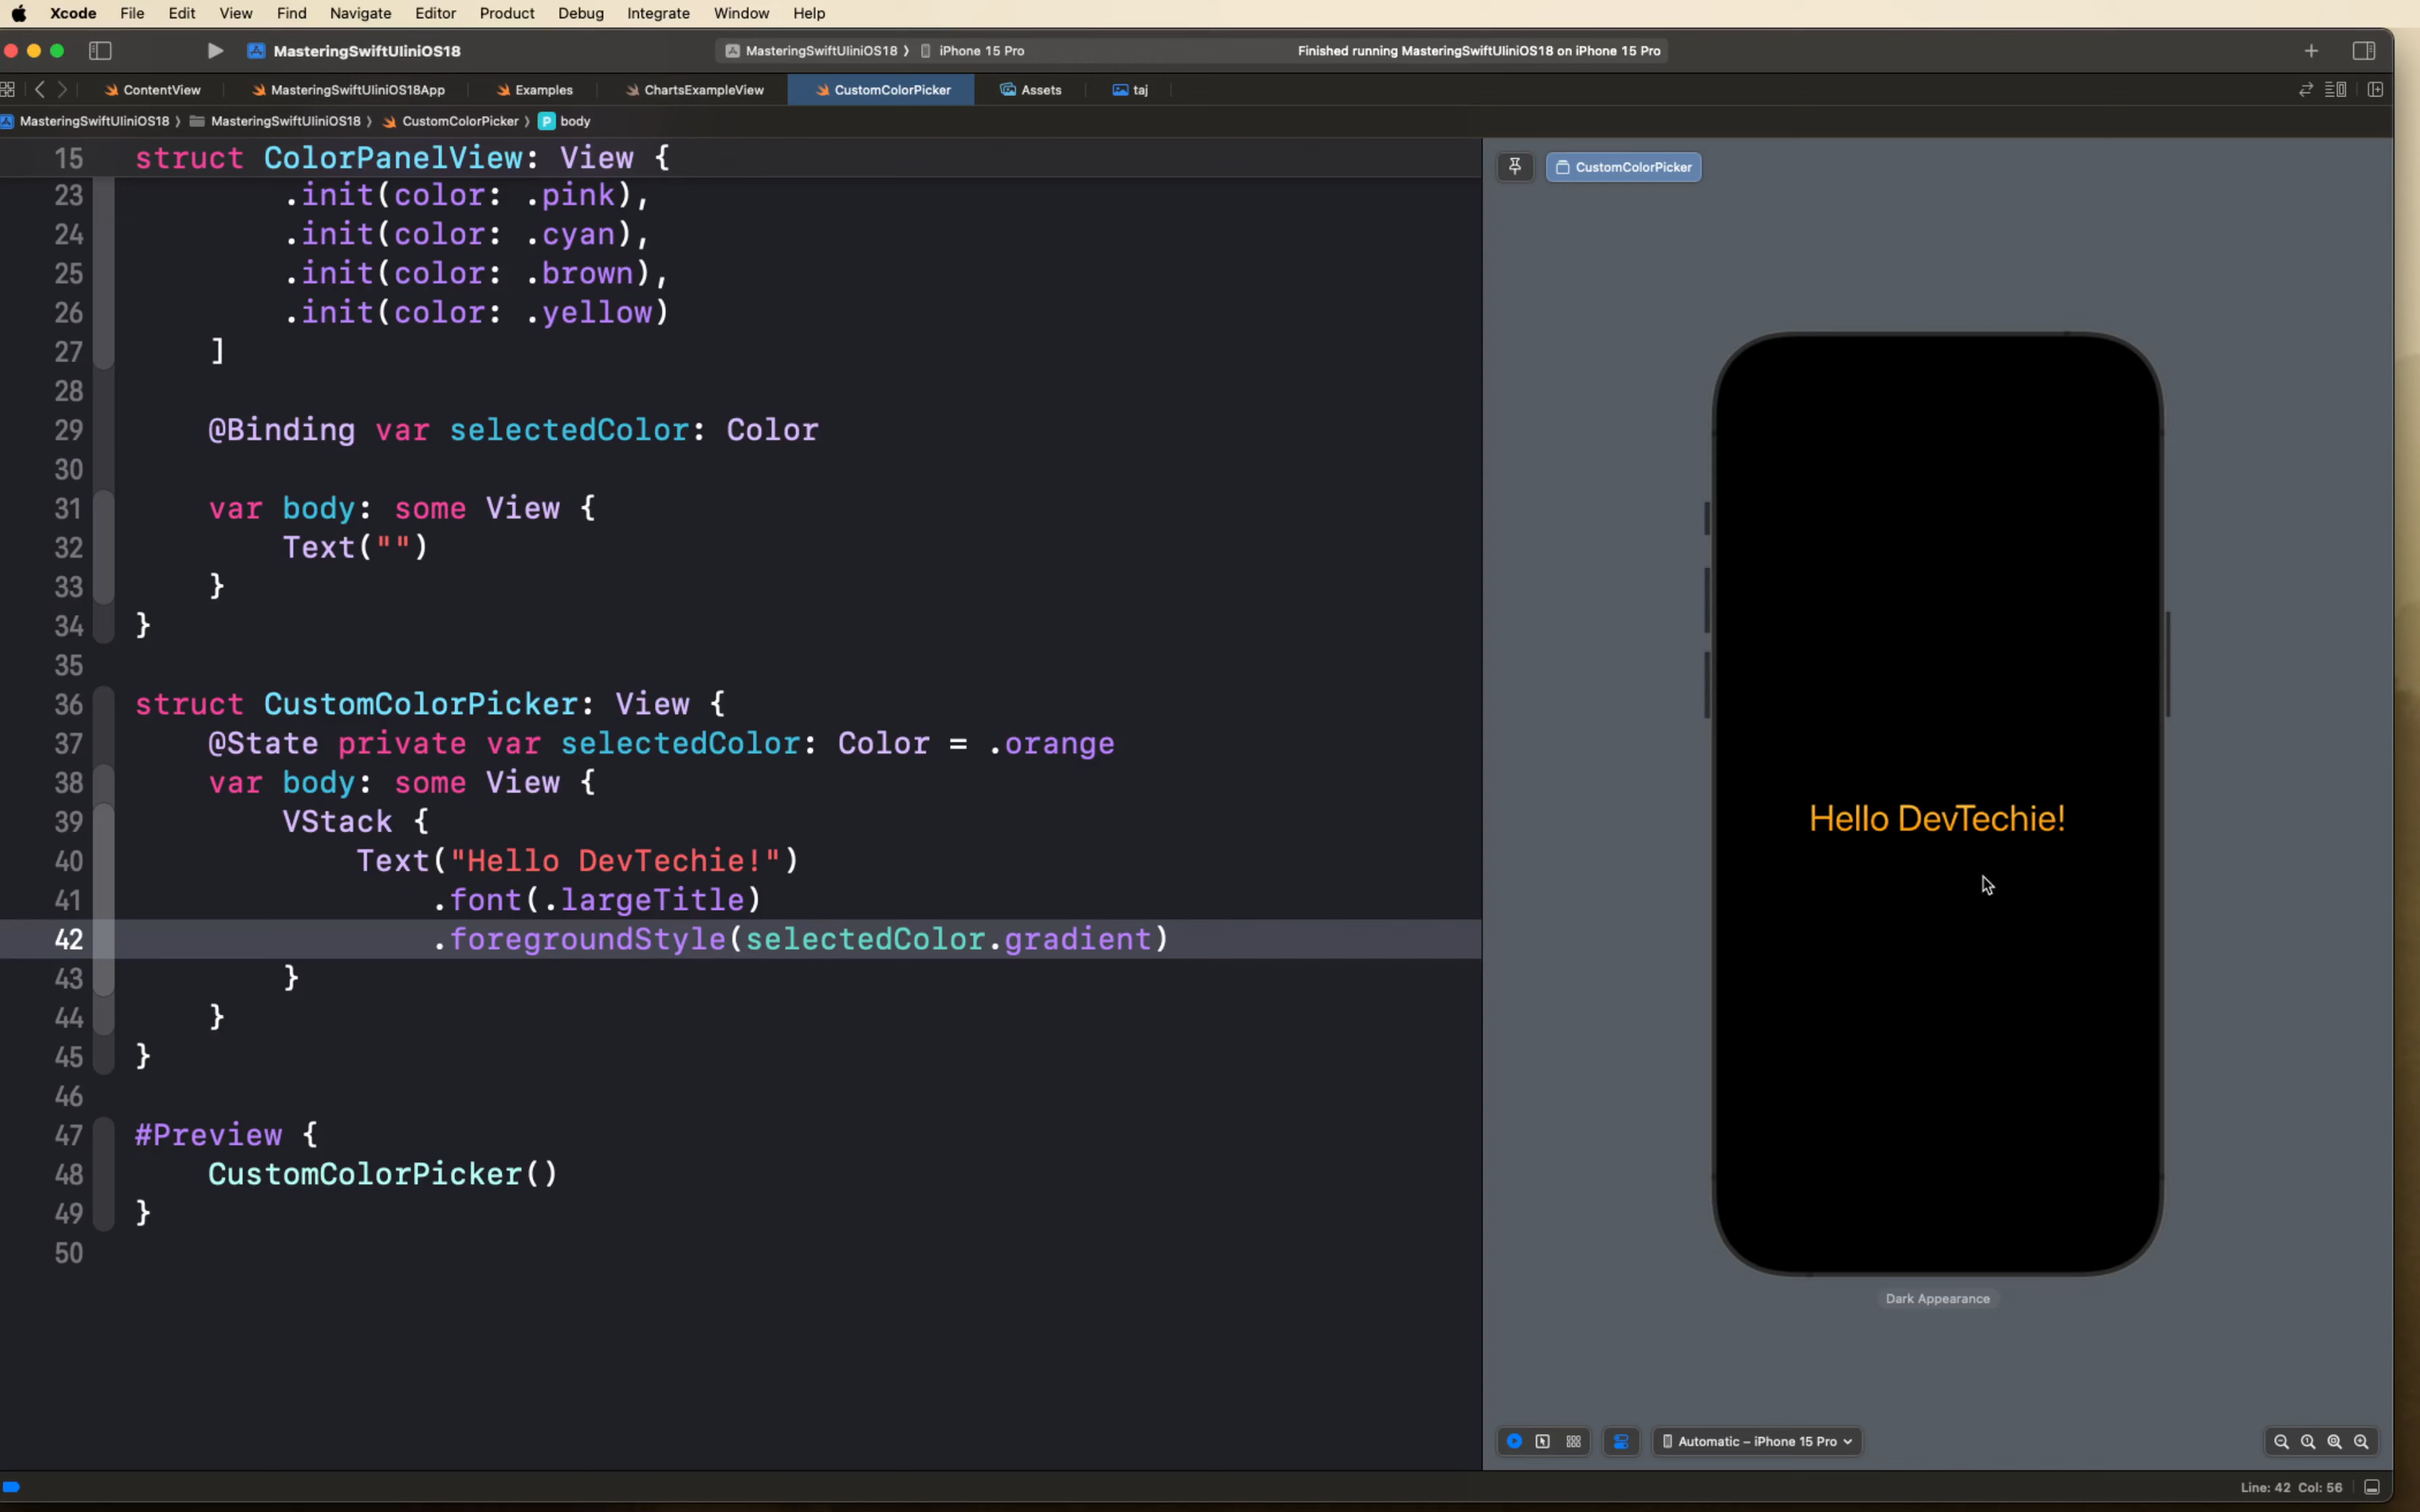 Xcode File Edit View Find Navigate Editor Product Debug Integrate Window Help
MasteringSwiftUIiniOS18
MasteringSwiftUIiniOS18 iPhone 15 Pro
Finished running MasteringSwiftUIiniOS18 on iPhone 15 Pro
ContentView MasteringSwiftUIiniOS18App Examples ChartsExampleView CustomColorPicker Assets taj
MasteringSwiftUIiniOS18 MasteringSwiftUIiniOS18 CustomColorPicker P body
15 struct ColorPanelView: View {
23 .init(color: .pink),
24 .init(color: .cyan),
25 .init(color: .brown),
26 .init(color: .yellow)
27 ]
28
29 @Binding var selectedColor: Color
30
31 var body: some View {
32 Text("")
33 }
34 }
35
36 struct CustomColorPicker: View {
37 @State private var selectedColor: Color = .orange
38 var body: some View {
39 VStack {
40 Text("Hello DevTechie!")
41 .font(.largeTitle)
42 .foregroundStyle(selectedColor.gradient)
43 }
44 }
45 }
46
47 #Preview {
48 CustomColorPicker()
49 }
50
CustomColorPicker
Hello DevTechie!
Dark Appearance
Automatic – iPhone 15 Pro
Line: 42 Col: 56